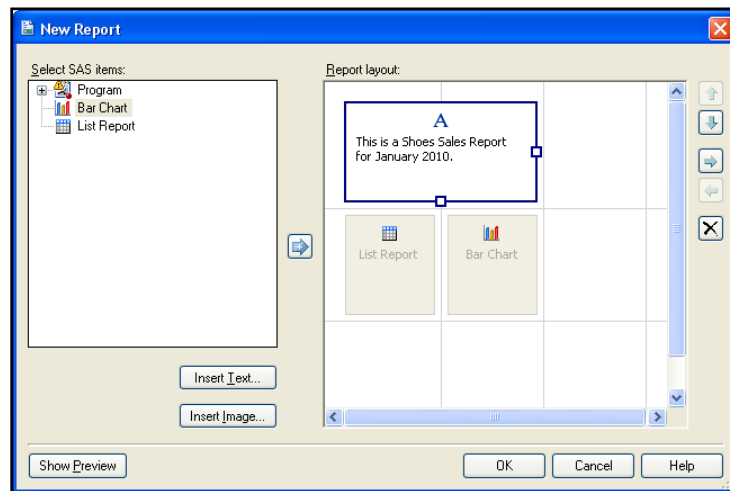 New Report
Select SAS items:
Program
Bar Chart
List Report
Report layout:
A
This is a Shoes Sales Report
for January 2010.
List Report
Bar Chart
Insert Text...
Insert Image...
Show Preview
OK
Cancel
Help